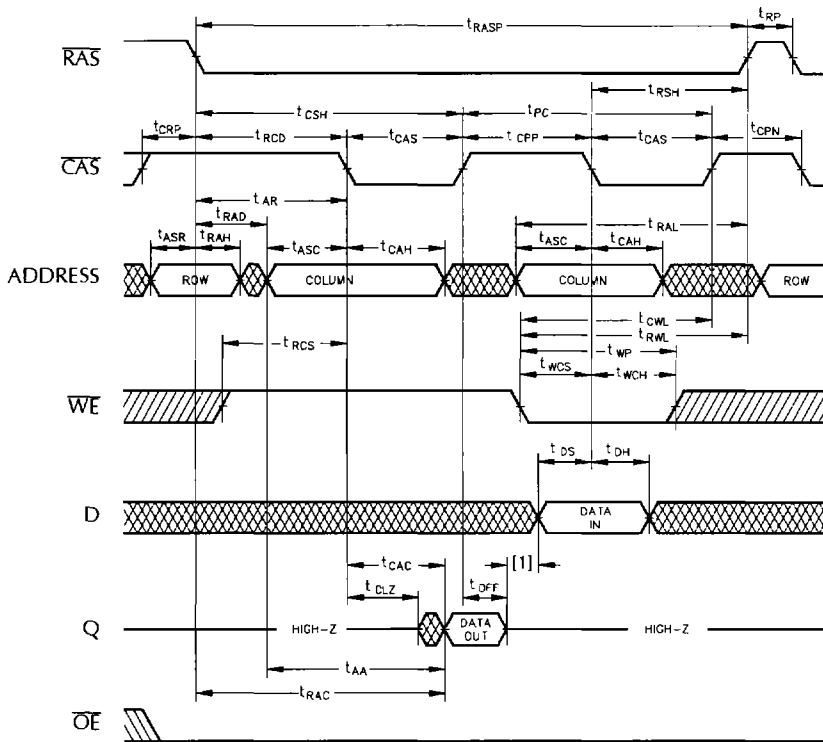 tRASP tRP
RAS
tRSH
tCSH tPC
tCRP tRCD tCAS tCPP tCAS tCPN
CAS
tAR
tRAD tRAL
tASR tRAH tASC tCAH tASC tCAH
ADDRESS ROW COLUMN COLUMN ROW
tCWL
tRCS tRWL
tWP
tWCS tWCH
WE
tDS tDH
D DATA IN
tCAC [1]
tCLZ tOFF
Q HIGH-Z DATA OUT HIGH-Z
tAA
tRAC
OE